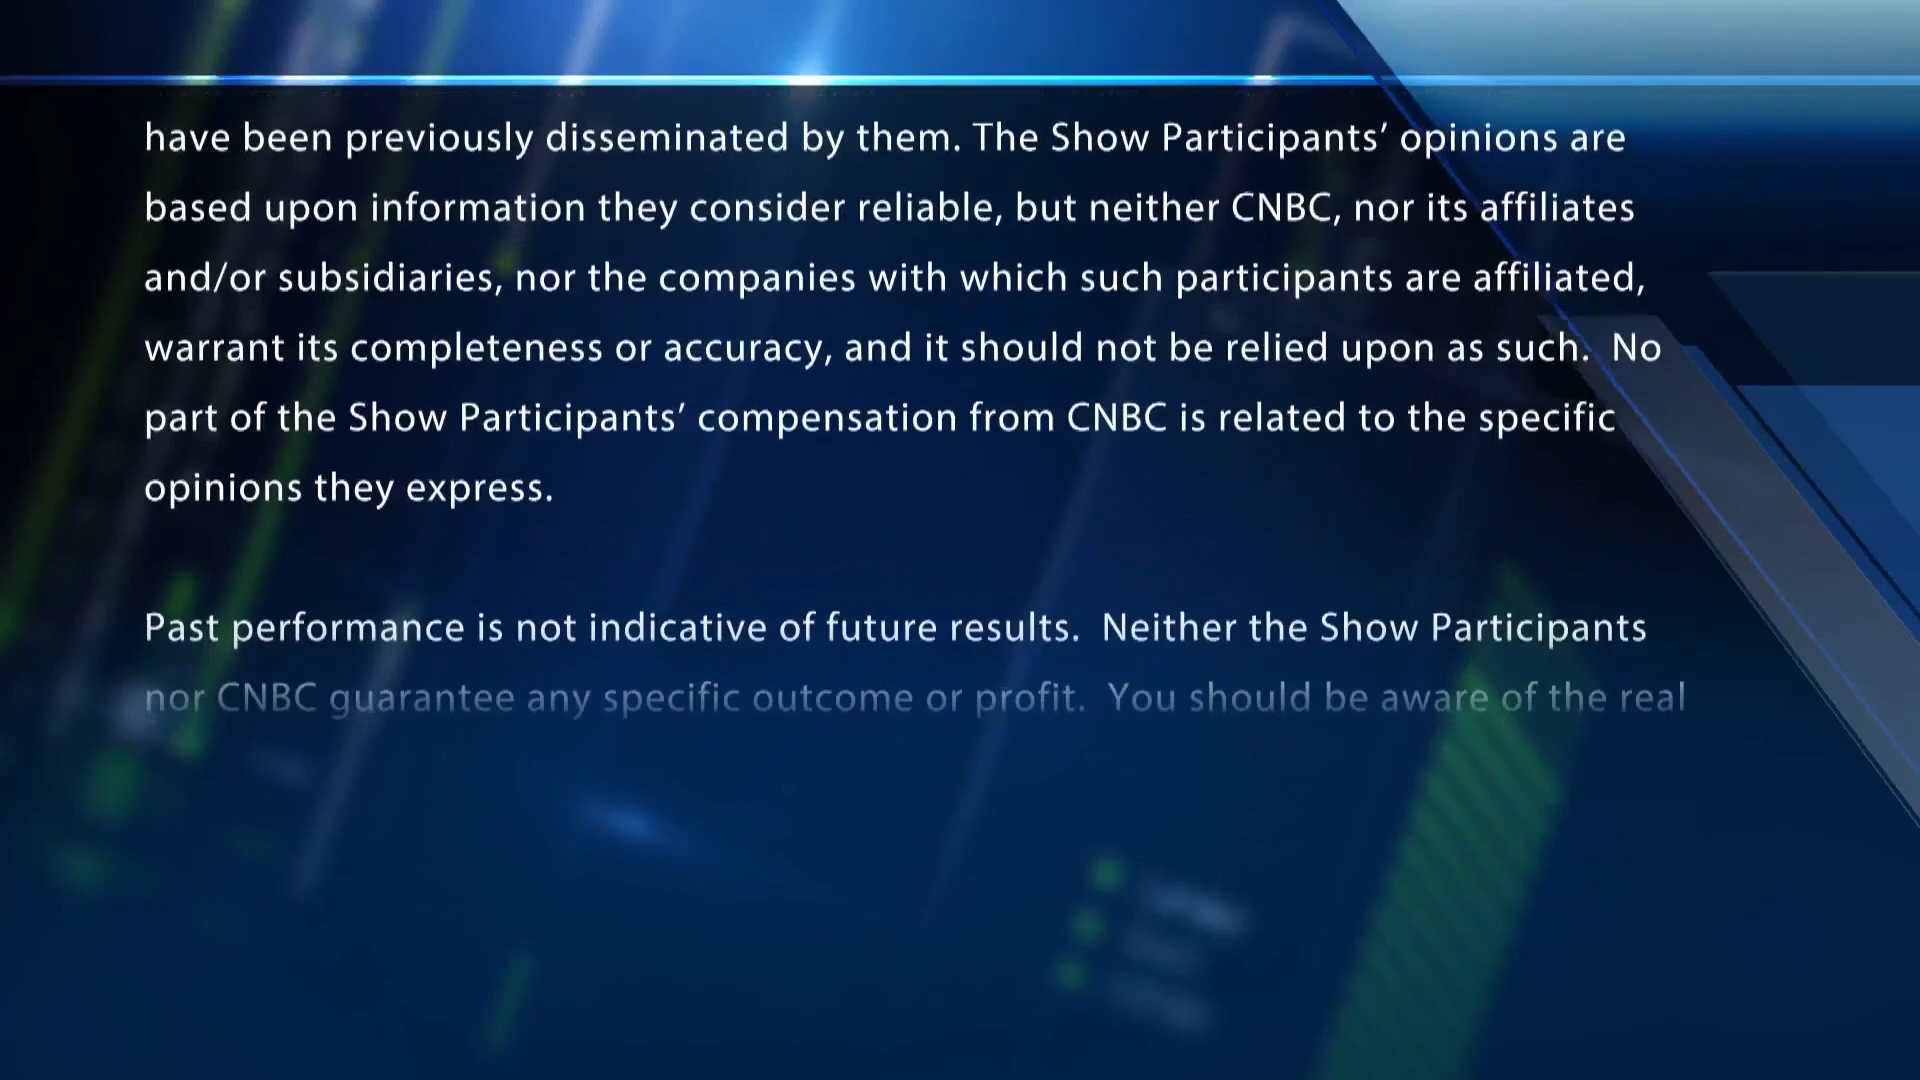 have been previously disseminated by them. The Show Participants’ opinions are
based upon information they consider reliable, but neither CNBC, nor its affiliates
and/or subsidiaries, nor the companies with which such participants are affiliated,
warrant its completeness or accuracy, and it should not be relied upon as such.  No
part of the Show Participants’ compensation from CNBC is related to the specific
opinions they express.
Past performance is not indicative of future results.  Neither the Show Participants
nor CNBC guarantee any specific outcome or profit.  You should be aware of the real